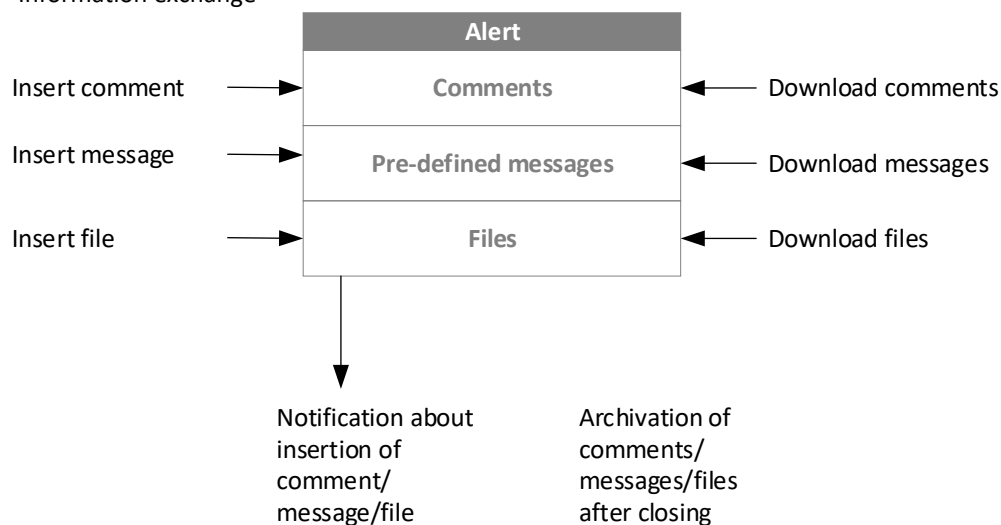 Information exchange
Alert
Insert comment
Comments
Download comments
Insert message
Pre-defined messages
Download messages
Insert file
Files
Download files
Notification about
insertion of
comment/
message/file
Archivation of
comments/
messages/files
after closing